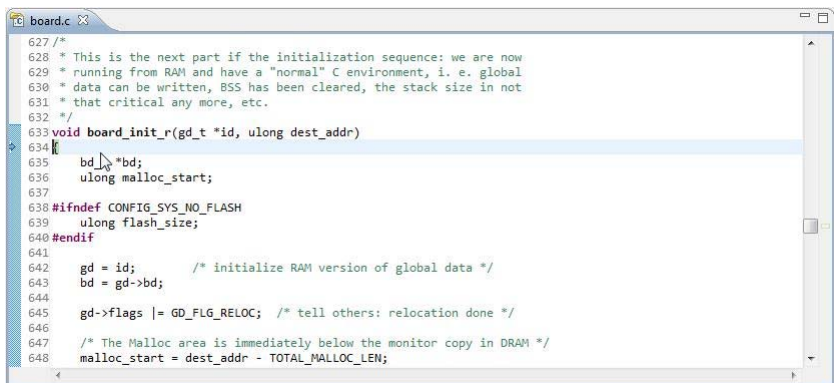 board.c
627 /*
628 * This is the next part if the initialization sequence: we are now
629 * running from RAM and have a "normal" C environment, i. e. global
630 * data can be written, BSS has been cleared, the stack size in not
631 * that critical any more, etc.
632 */
633 void board_init_r(gd_t *id, ulong dest_addr)
634 {
635 bd_ *bd;
636 ulong malloc_start;
637
638 #ifndef CONFIG_SYS_NO_FLASH
639 ulong flash_size;
640 #endif
641
642 gd = id; /* initialize RAM version of global data */
643 bd = gd->bd;
644
645 gd->flags |= GD_FLG_RELOC; /* tell others: relocation done */
646
647 /* The Malloc area is immediately below the monitor copy in DRAM */
648 malloc_start = dest_addr - TOTAL_MALLOC_LEN;